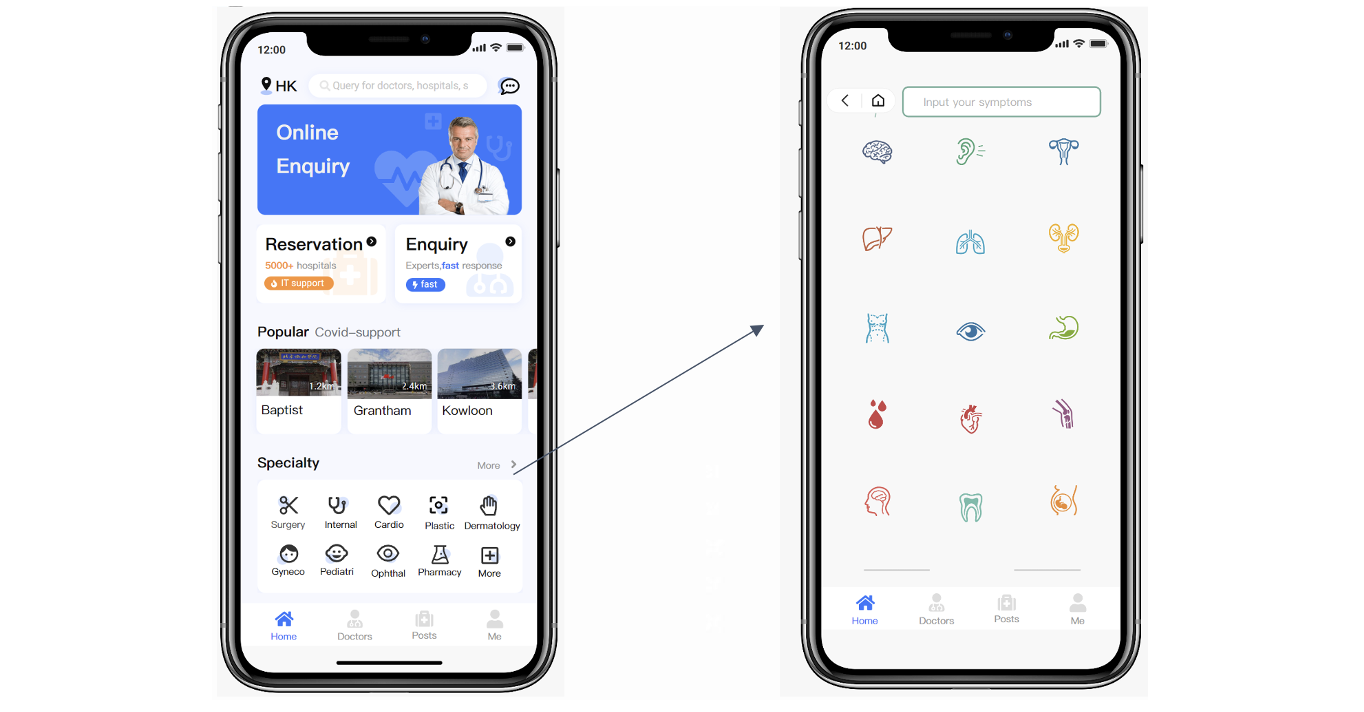 12:00
HK
Query for doctors, hospitals, s
Online
Enquiry
Reservation
5000+ hospitals
IT support
Enquiry
Experts,fast response
fast
Popular Covid-support
1.2km
2.4km
3.6km
Baptist
Grantham
Kowloon
Specialty
More
Surgery
Internal
Cardio
Plastic
Dermatology
Gyneco
Pediatri
Ophthal
Pharmacy
More
Home
Doctors
Posts
Me
12:00
Input your symptoms
Home
Doctors
Posts
Me